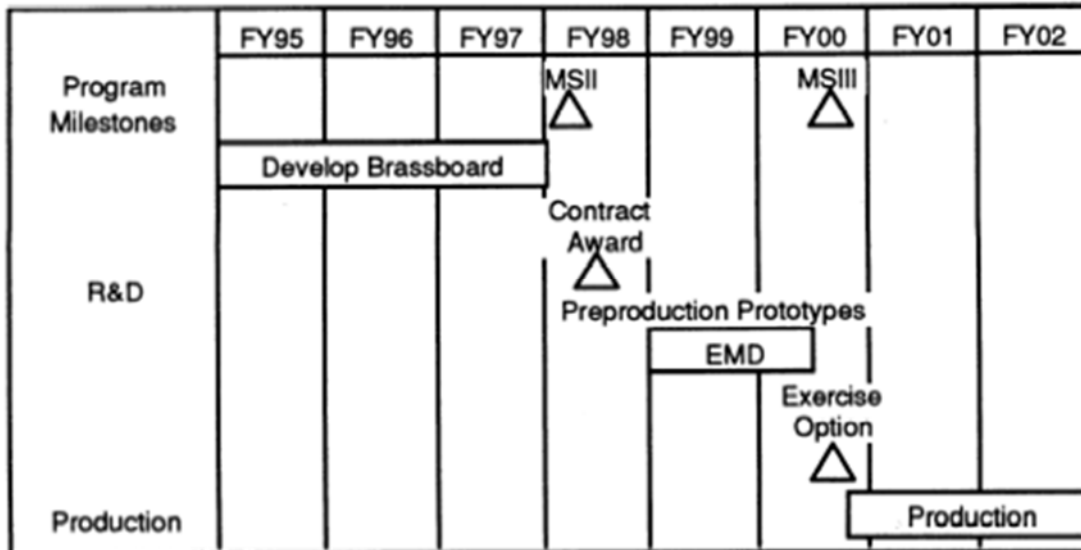 FY95 FY96 FY97 FY98 FY99 FY00 FY01 FY02
Program
Milestones
MSII
MSIII
Develop Brassboard
Contract
Award
R&D
Preproduction Prototypes
EMD
Exercise
Option
Production
Production